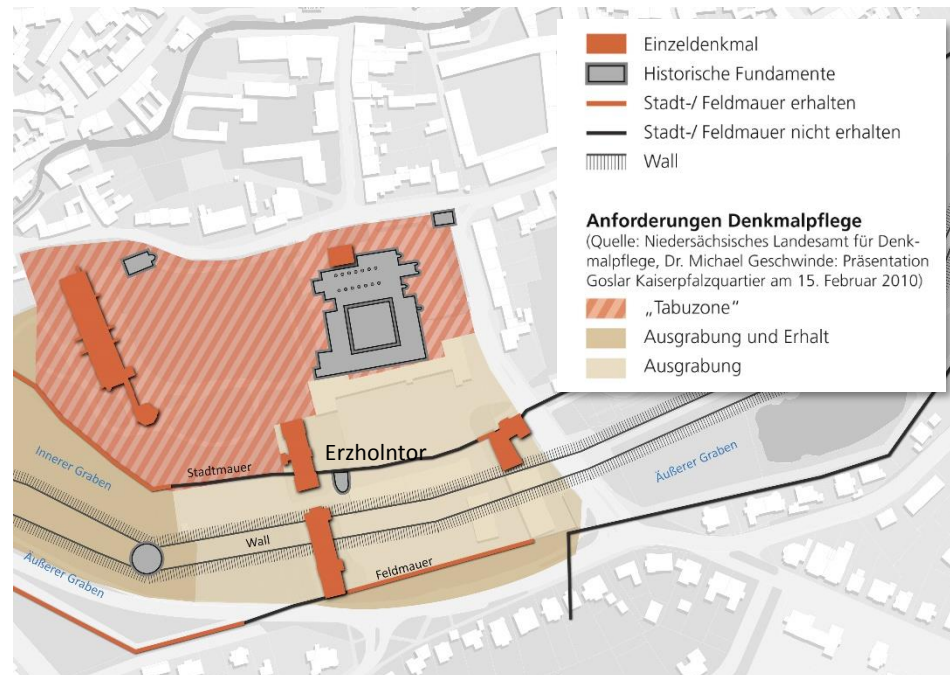 Einzeldenkmal
Historische Fundamente
Stadt-/ Feldmauer erhalten
Stadt-/ Feldmauer nicht erhalten
Wall
Anforderungen Denkmalpflege
(Quelle: Niedersächsisches Landesamt für Denk-
malpflege, Dr. Michael Geschwinde: Präsentation
Goslar Kaiserpfalzquartier am 15. Februar 2010)
„Tabuzone“
Ausgrabung und Erhalt
Ausgrabung
Erzholntor
Innerer Graben
Stadtmauer
Äußerer Graben
Wall
Feldmauer
Äußerer Graben